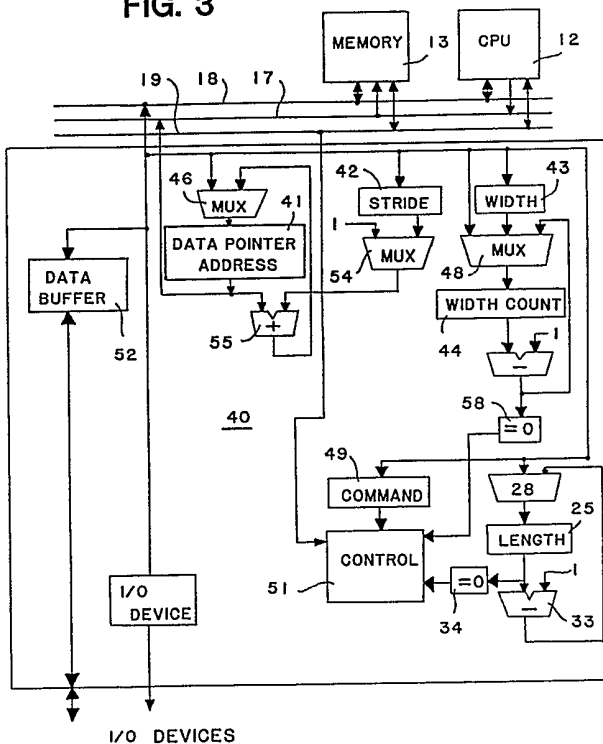 FIG. 3
MEMORY
13
CPU
12
19
18
17
46
MUX
41
DATA POINTER
ADDRESS
42
STRIDE
1
MUX
54
43
WIDTH
MUX
48
WIDTH COUNT
44
1
−
DATA
BUFFER
52
+
55
40
58
=0
49
COMMAND
28
25
LENGTH
CONTROL
51
=0
34
1
−
33
I/O
DEVICE
I/O DEVICES